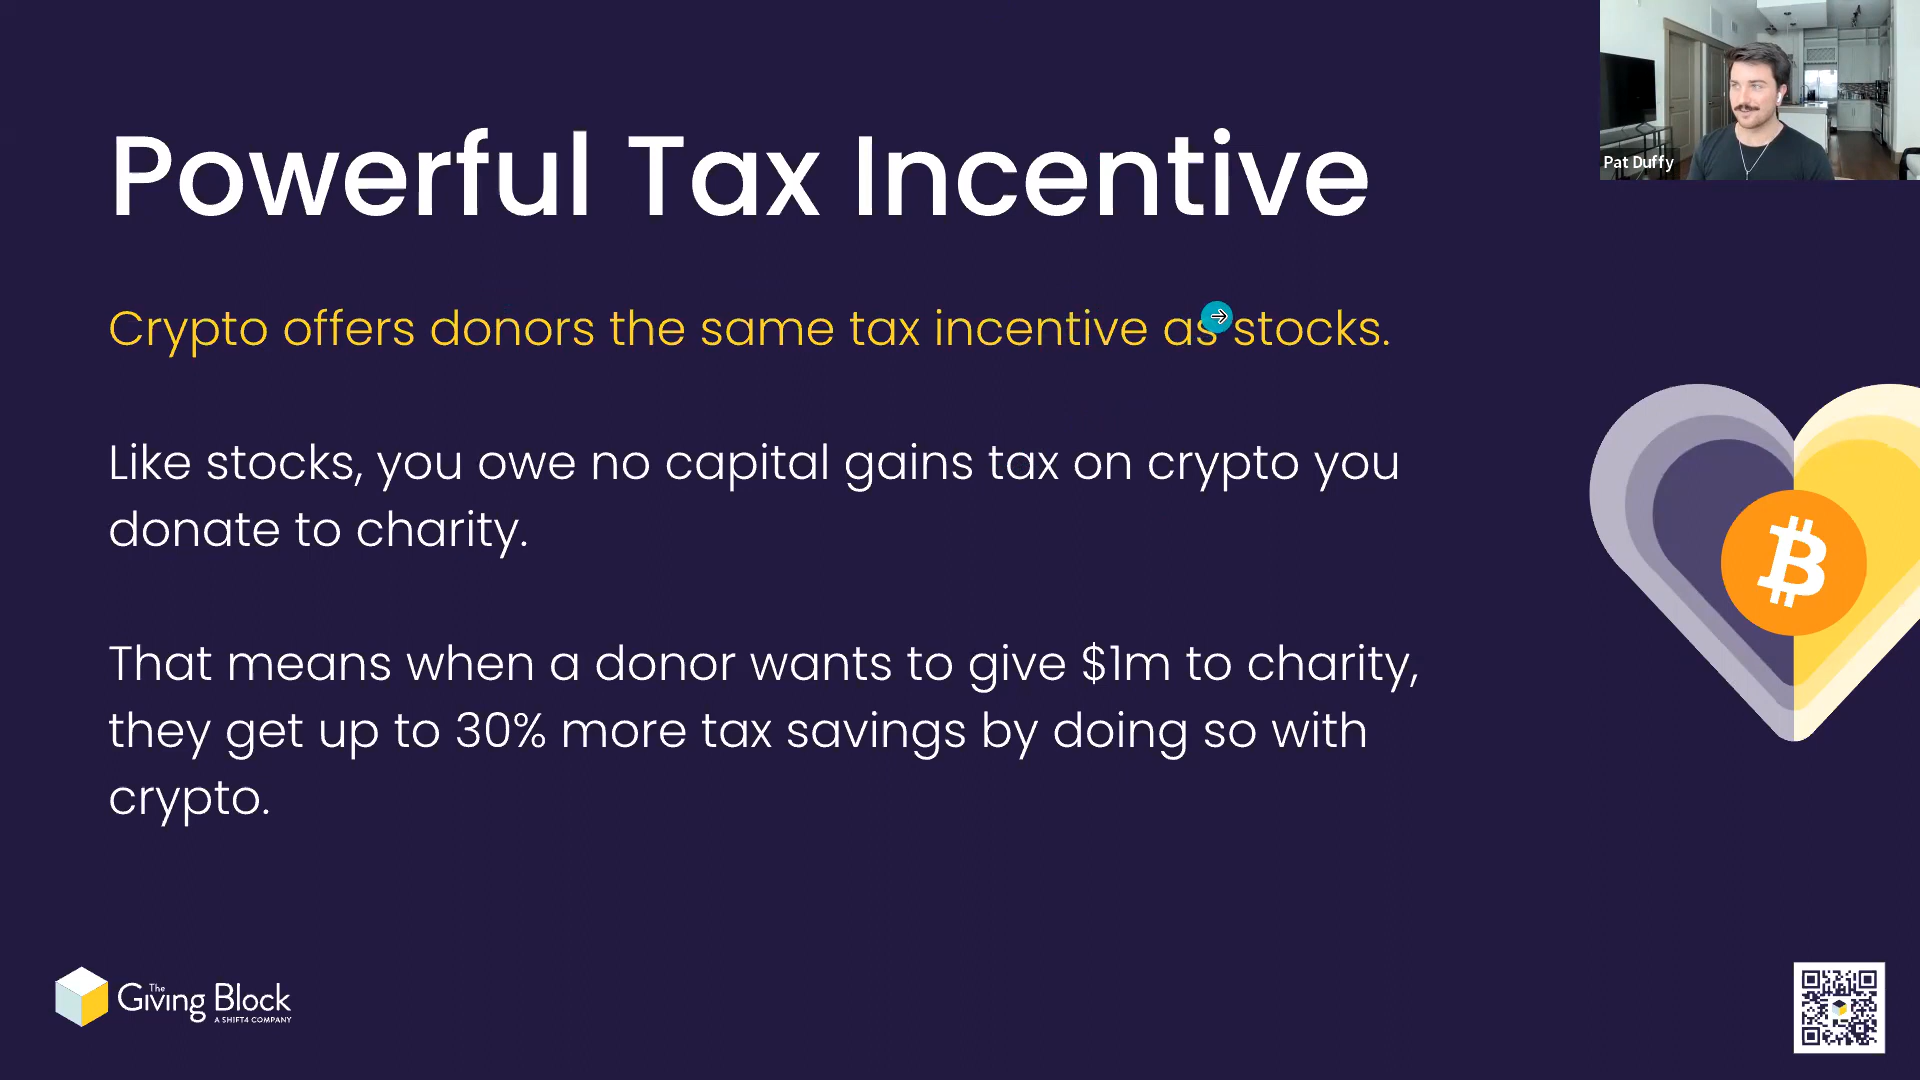 Powerful Tax Incentive
Pat Duffy
Crypto offers donors the same tax incentive as stocks.
Like stocks, you owe no capital gains tax on crypto you
donate to charity.
That means when a donor wants to give $1m to charity,
they get up to 30% more tax savings by doing so with
crypto.
The
Giving Block
A SHIFT4 COMPANY